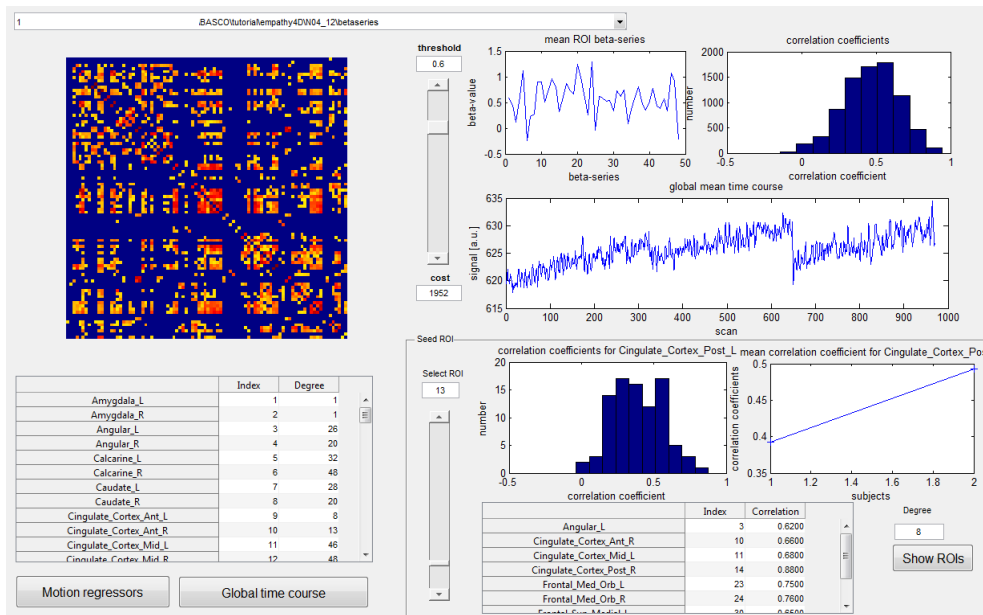 1 /BASCO\tutorial\empathy4D\N04_12\betaseries
threshold
0.6
cost
1952
mean ROI beta-series
1.5
1
0.5
0
-0.5
beta-value
0 10 20 30 40 50
beta-series
correlation coefficients
2000
1500
1000
500
0
number
-0.5 0 0.5 1
correlation coefficient
global mean time course
635
630
625
620
615
signal [a.u.]
0 100 200 300 400 500 600 700 800 900 1000
scan
Index Degree
Amygdala_L 1 1
Amygdala_R 2 1
Angular_L 3 26
Angular_R 4 20
Calcarine_L 5 32
Calcarine_R 6 48
Caudate_L 7 28
Caudate_R 8 20
Cingulate_Cortex_Ant_L 9 8
Cingulate_Cortex_Ant_R 10 13
Cingulate_Cortex_Mid_L 11 46
Cingulate_Cortex_Mid_R 12 48
Motion regressors
Global time course
Seed ROI
Select ROI
13
correlation coefficients for Cingulate_Cortex_Post_L
20
15
10
5
0
number
-0.5 0 0.5 1
correlation coefficient
mean correlation coefficient for Cingulate_Cortex_Pos
0.5
0.45
0.4
0.35
correlation coefficients
1 1.2 1.4 1.6 1.8 2
subjects
Index Correlation
Angular_L 3 0.6200
Cingulate_Cortex_Ant_R 10 0.6600
Cingulate_Cortex_Mid_L 11 0.6800
Cingulate_Cortex_Post_R 14 0.8800
Frontal_Med_Orb_L 23 0.7500
Frontal_Med_Orb_R 24 0.7600
Frontal_Sup_Medial_L 30 0.6500
Degree
8
Show ROIs